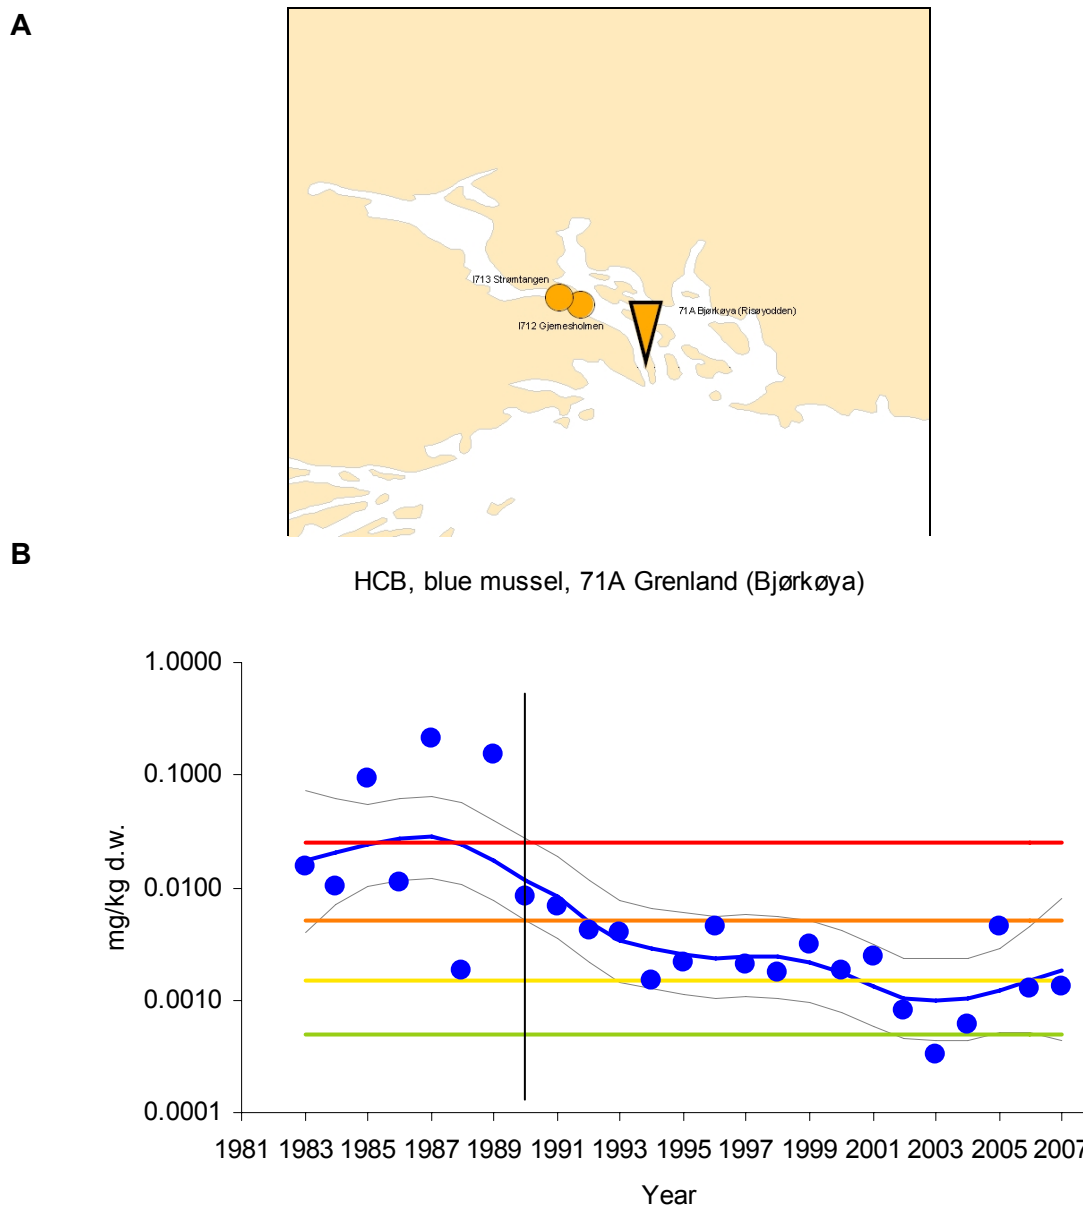 A
I713 Strømtangen
71A Bjørkøya (Risøyodden)
I712 Gjemesholmen
B
HCB, blue mussel, 71A Grenland (Bjørkøya)
1.0000
0.1000
0.0100
0.0010
0.0001
mg/kg d.w.
1981 1983 1985 1987 1989 1991 1993 1995 1997 1999 2001 2003 2005 2007
Year